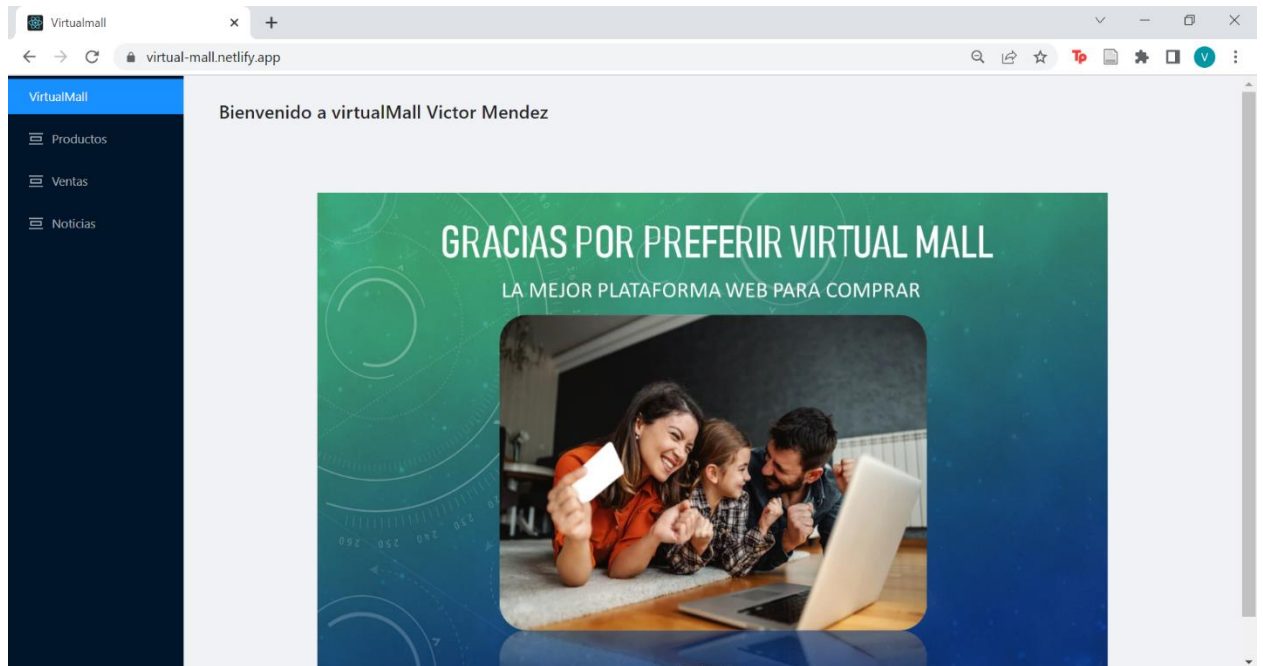 Virtualmall
virtual-mall.netlify.app
Tp
V
VirtualMall
Productos
Ventas
Noticias
Bienvenido a virtualMall Victor Mendez
GRACIAS POR PREFERIR VIRTUAL MALL
LA MEJOR PLATAFORMA WEB PARA COMPRAR